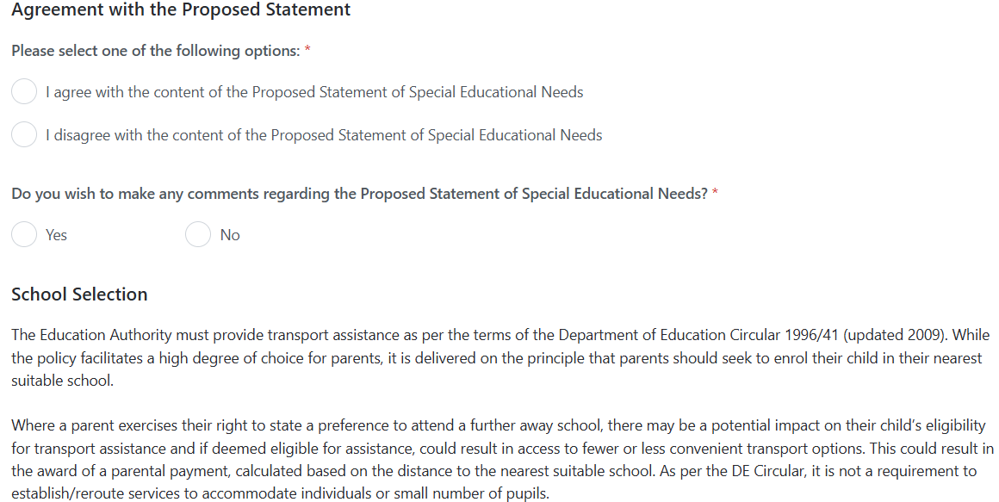 Agreement with the Proposed Statement
Please select one of the following options: *
I agree with the content of the Proposed Statement of Special Educational Needs
I disagree with the content of the Proposed Statement of Special Educational Needs
Do you wish to make any comments regarding the Proposed Statement of Special Educational Needs? *
Yes No
School Selection
The Education Authority must provide transport assistance as per the terms of the Department of Education Circular 1996/41 (updated 2009). While
the policy facilitates a high degree of choice for parents, it is delivered on the principle that parents should seek to enrol their child in their nearest
suitable school.
Where a parent exercises their right to state a preference to attend a further away school, there may be a potential impact on their child's eligibility
for transport assistance and if deemed eligible for assistance, could result in access to fewer or less convenient transport options. This could result in
the award of a parental payment, calculated based on the distance to the nearest suitable school. As per the DE Circular, it is not a requirement to
establish/reroute services to accommodate individuals or small number of pupils.